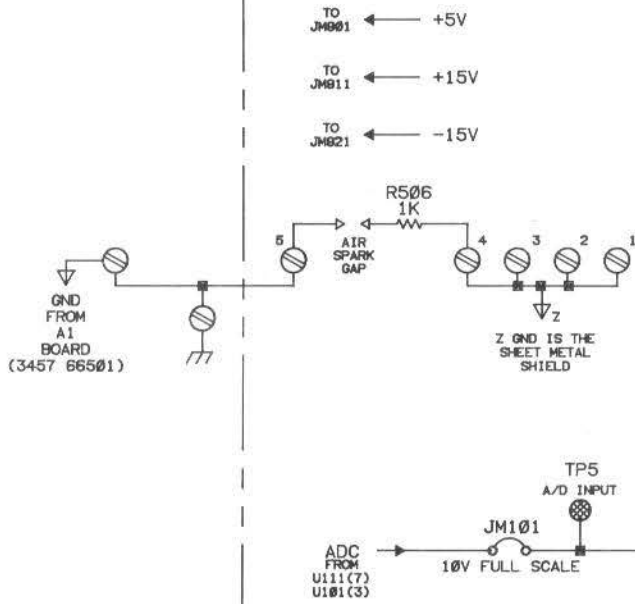 TO
JM901
+5V
TO
JM911
+15V
TO
JM921
-15V
R506
1K
5
AIR
SPARK
GAP
4
3
2
1
GND
FROM
A1
BOARD
(3457 66501)
Z
Z GND IS THE
SHEET METAL
SHIELD
TP5
A/D INPUT
JM101
ADC
FROM
U111(7)
U101(3)
10V FULL SCALE